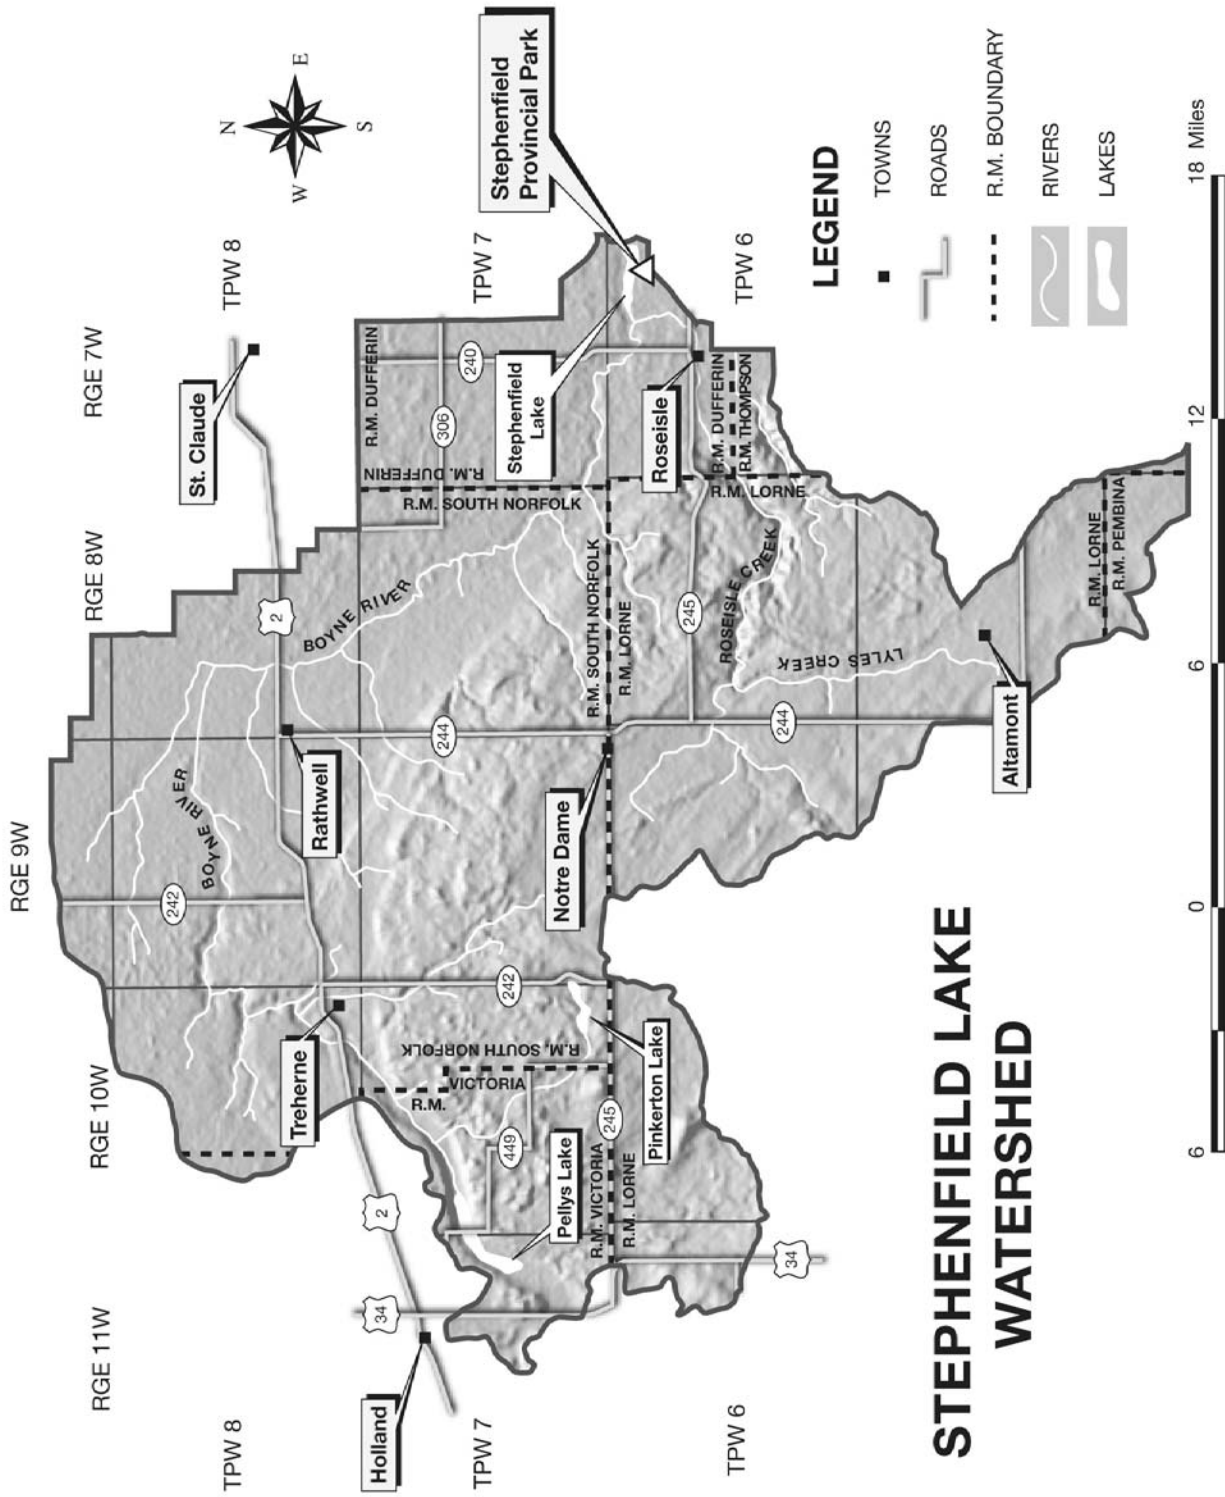 RGE 11W
RGE 10W
RGE 9W
RGE 8W
RGE 7W
N
W
E
S
TPW 8
TPW 8
St. Claude
Holland
Treherne
Rathwell
242
BOYNE RIVER
2
2
34
BOYNE RIVER
R.M. DUFFERIN
R.M. DUFFERIN
R.M. SOUTH NORFOLK
306
240
TPW 7
TPW 7
R.M.
VICTORIA
R.M. SOUTH NORFOLK
449
242
244
Pellys Lake
Notre Dame
Stephenfield
Lake
Stephenfield
Provincial Park
R.M. VICTORIA
R.M. LORNE
245
Pinkerton Lake
R.M. SOUTH NORFOLK
R.M. LORNE
Roseisle
245
R.M. DUFFERIN
R.M. THOMPSON
R.M. LORNE
ROSEISLE CREEK
TPW 6
TPW 6
34
244
LYLES CREEK
Altamont
R.M. LORNE
R.M. PEMBINA
STEPHENFIELD LAKE
WATERSHED
LEGEND
TOWNS
ROADS
R.M. BOUNDARY
RIVERS
LAKES
6
0
6
12
18 Miles